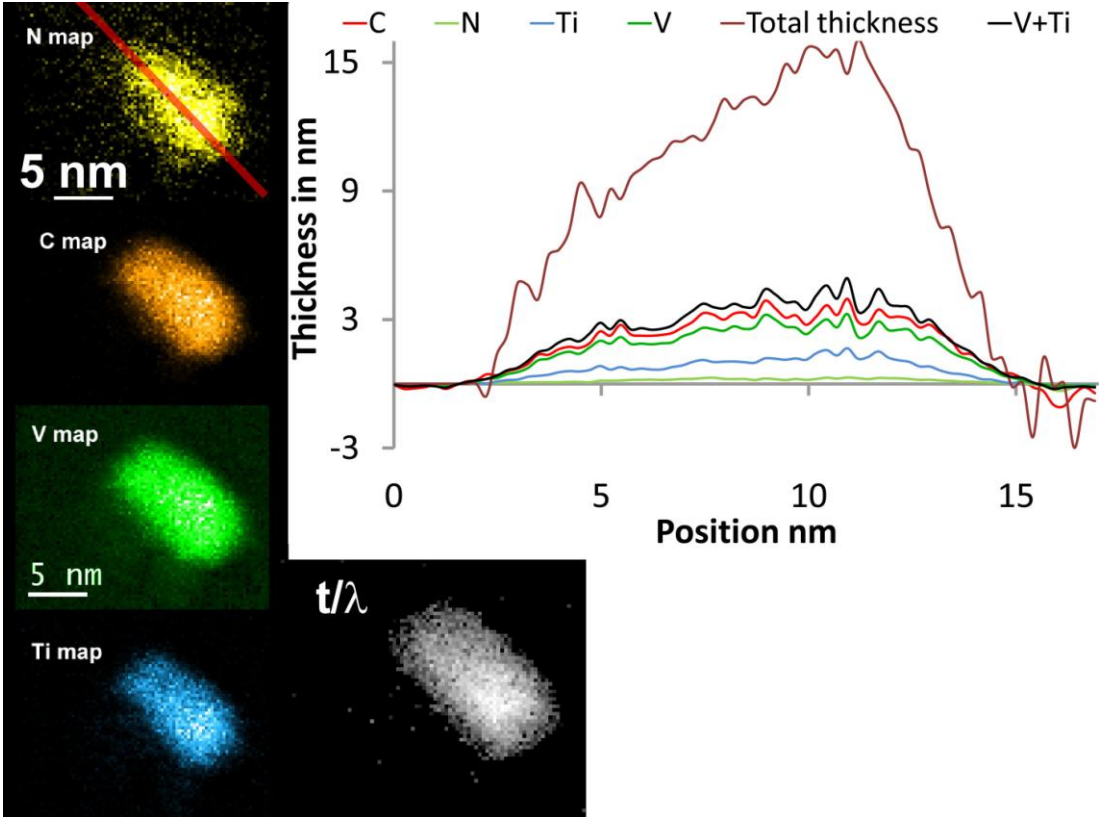 N map
5 nm
C map
V map
5 nm
Ti map
t/λ
C N Ti V Total thickness V+Ti
Thickness in nm
15
9
3
-3
0 5 10 15
Position nm